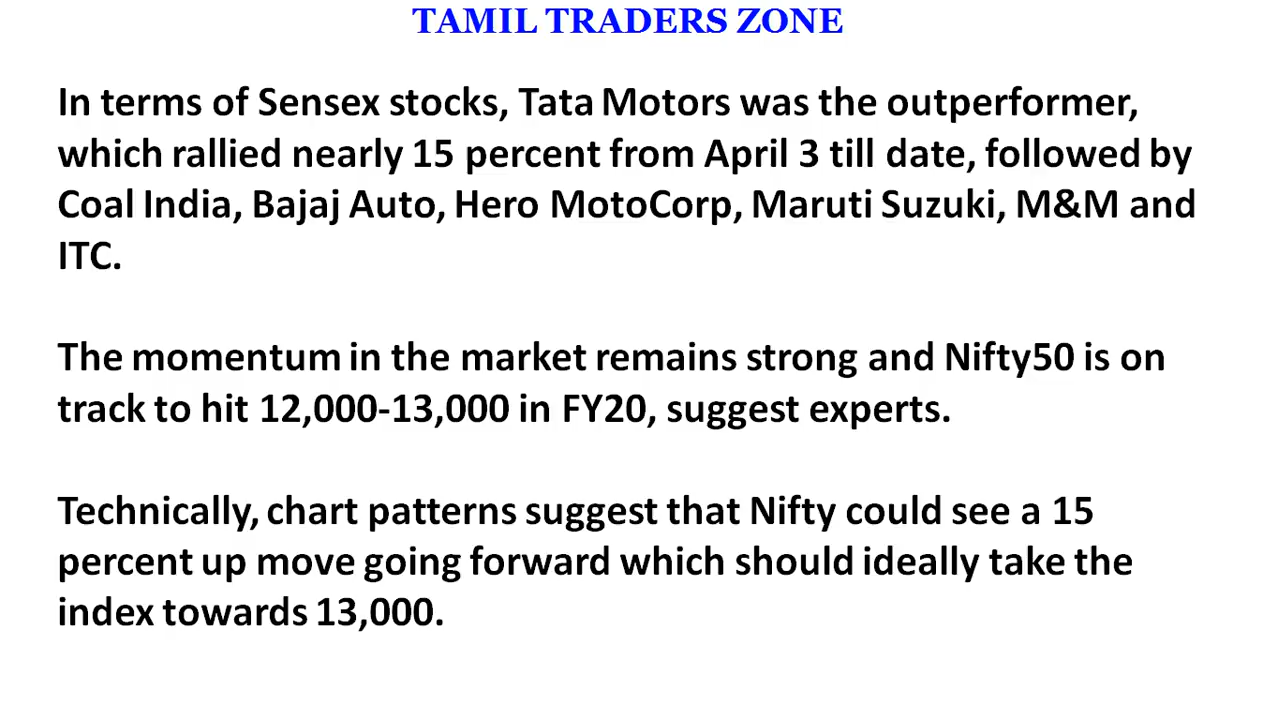 TAMIL TRADERS ZONE
In terms of Sensex stocks, Tata Motors was the outperformer,
which rallied nearly 15 percent from April 3 till date, followed by
Coal India, Bajaj Auto, Hero MotoCorp, Maruti Suzuki, M&M and
ITC.
The momentum in the market remains strong and Nifty50 is on
track to hit 12,000-13,000 in FY20, suggest experts.
Technically, chart patterns suggest that Nifty could see a 15
percent up move going forward which should ideally take the
index towards 13,000.